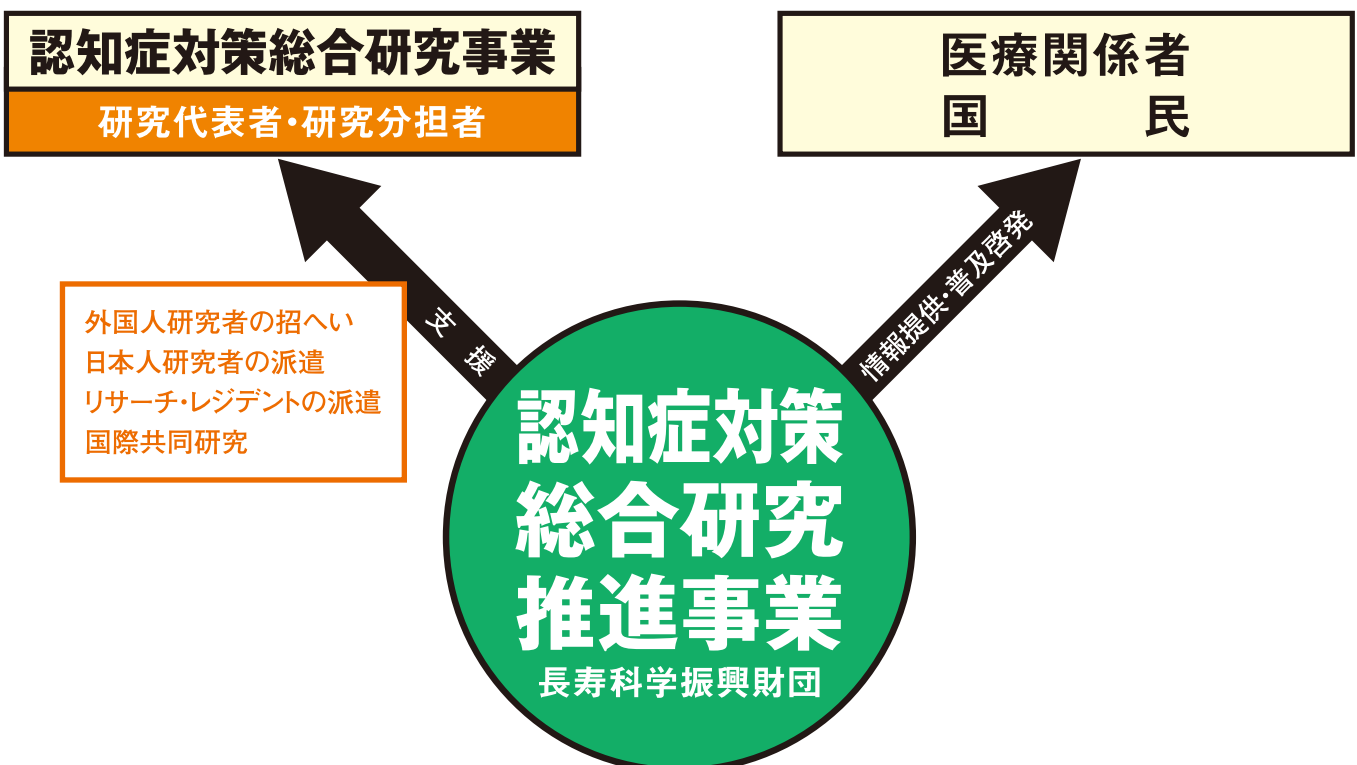 認知症対策総合研究事業
研究代表者・研究分担者
医療関係者
国　　　民
支　援
情報提供・普及啓発
外国人研究者の招へい
日本人研究者の派遣
リサーチ・レジデントの派遣
国際共同研究
認知症対策
総合研究
推進事業
長寿科学振興財団